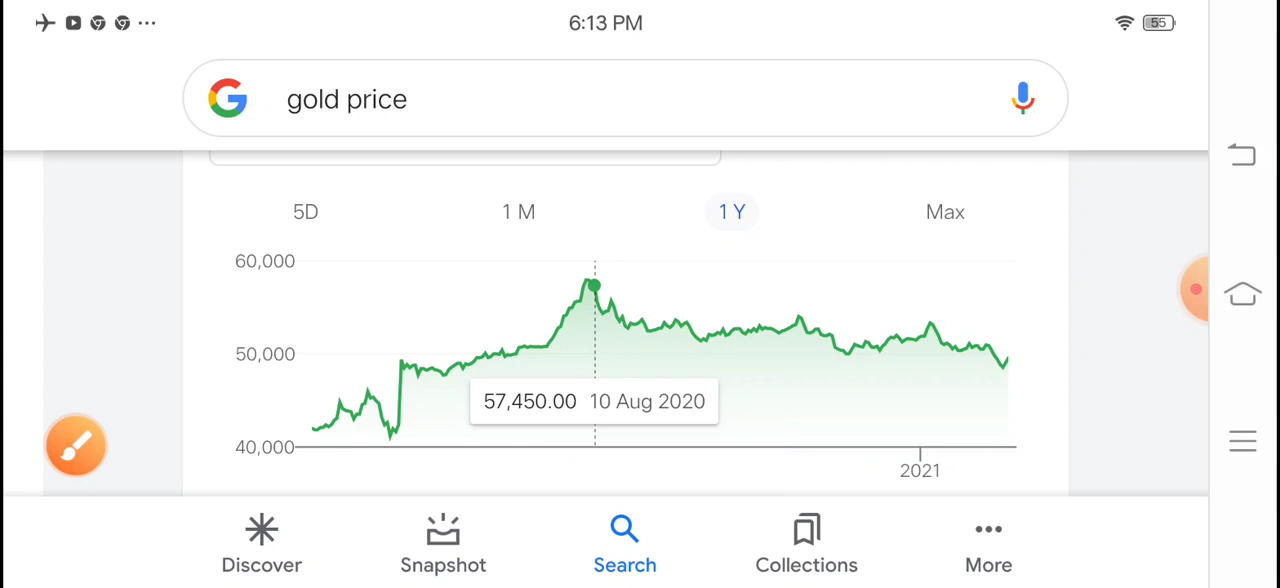 6:13 PM
55
gold price
5D 1 M 1 Y Max
60,000
50,000
57,450.00 10 Aug 2020
40,000
2021
Discover Snapshot Search Collections More